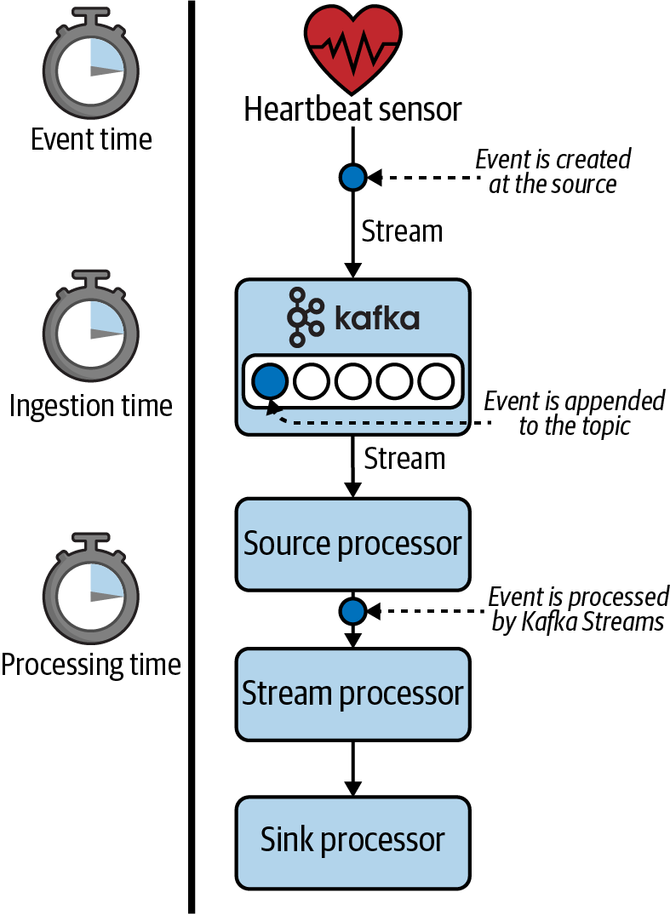 Event time
Heartbeat sensor
Event is created
at the source
Stream
kafka
Ingestion time
Event is appended
to the topic
Stream
Source processor
Event is processed
by Kafka Streams
Processing time
Stream processor
Sink processor